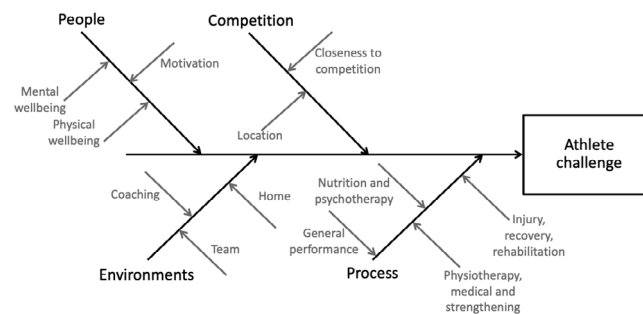 People
Competition
Motivation
Closeness to
competition
Mental
wellbeing
Physical
wellbeing
Location
Athlete
challenge
Coaching
Home
Team
Environments
Nutrition and
psychotherapy
General
performance
Injury,
recovery,
rehabilitation
Process
Physiotherapy,
medical and
strengthening